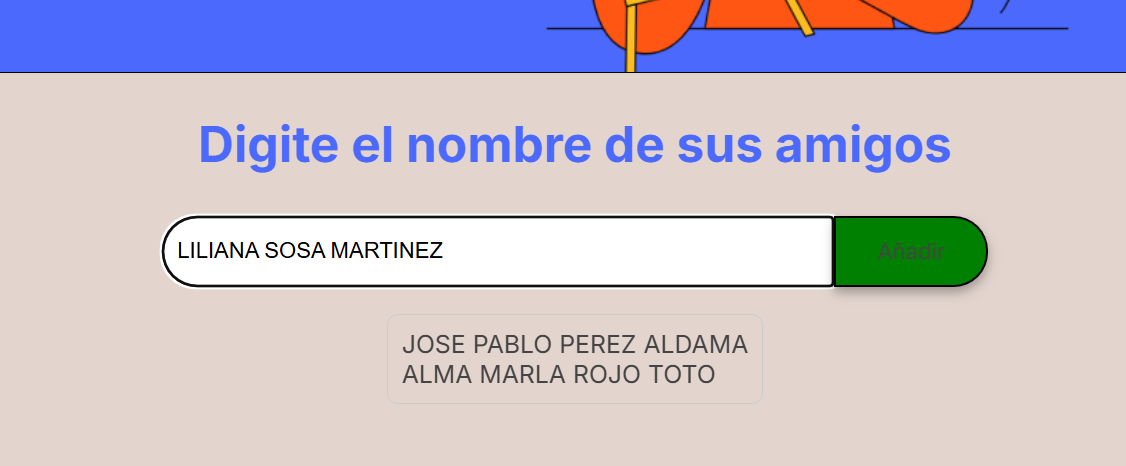 Digite el nombre de sus amigos
LILIANA SOSA MARTINEZ
Añadir
JOSE PABLO PEREZ ALDAMA
ALMA MARLA ROJO TOTO